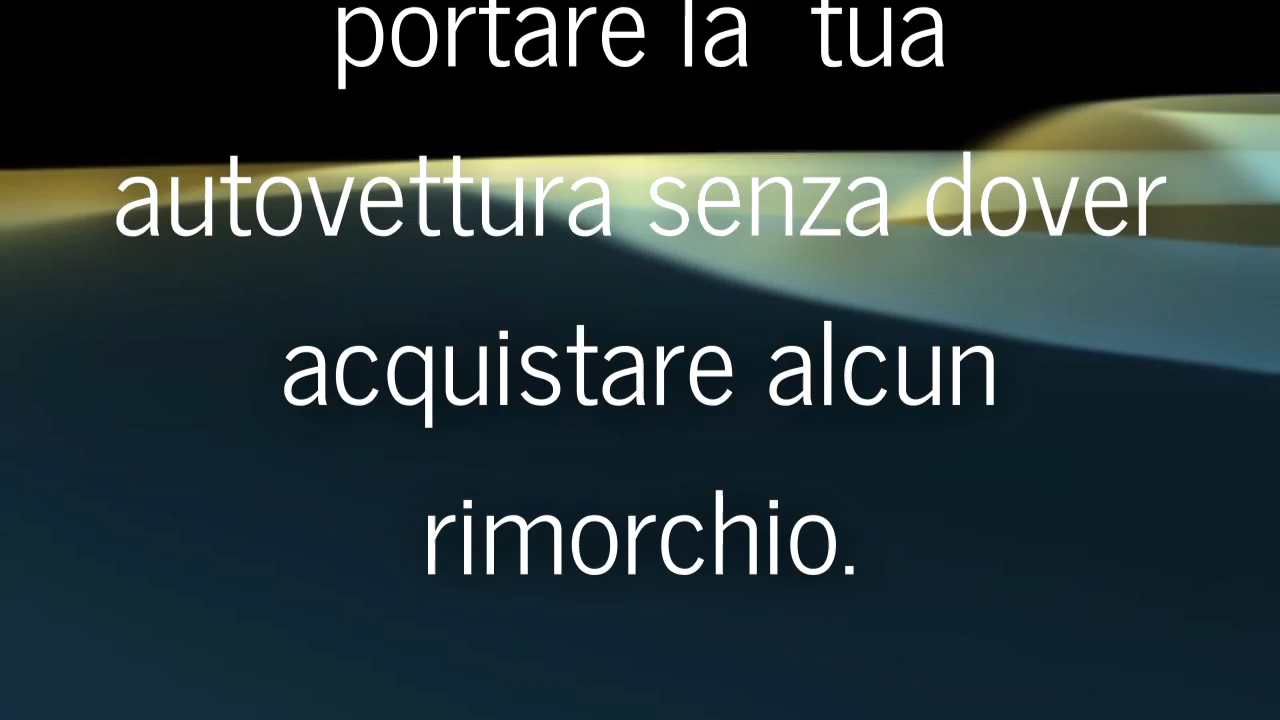 portare la  tua
autovettura senza dover
acquistare alcun
rimorchio.